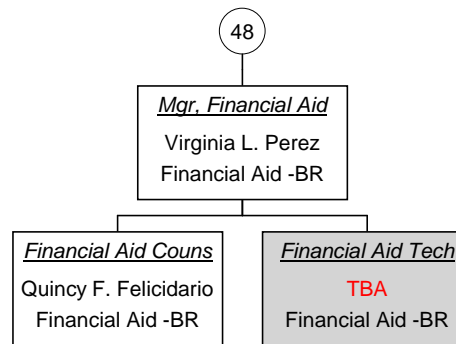 48
Mgr, Financial Aid
Virginia L. Perez
Financial Aid -BR
Financial Aid Couns
Quincy F. Felicidario
Financial Aid -BR
Financial Aid Tech
TBA
Financial Aid -BR